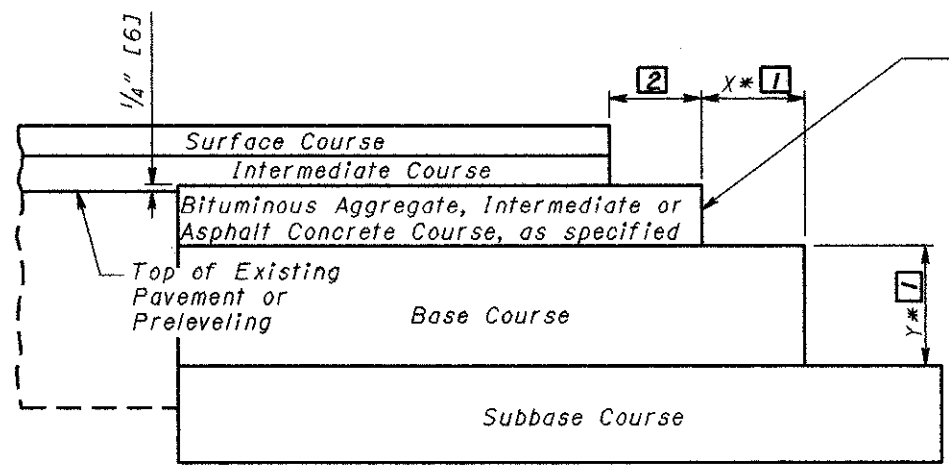 1/4" [6]
2
X* 1
Surface Course
Intermediate Course
Bituminous Aggregate, Intermediate or
Asphalt Concrete Course, as specified
Top of Existing
Pavement or
Preleveling
Base Course
Y* 1
Subbase Course